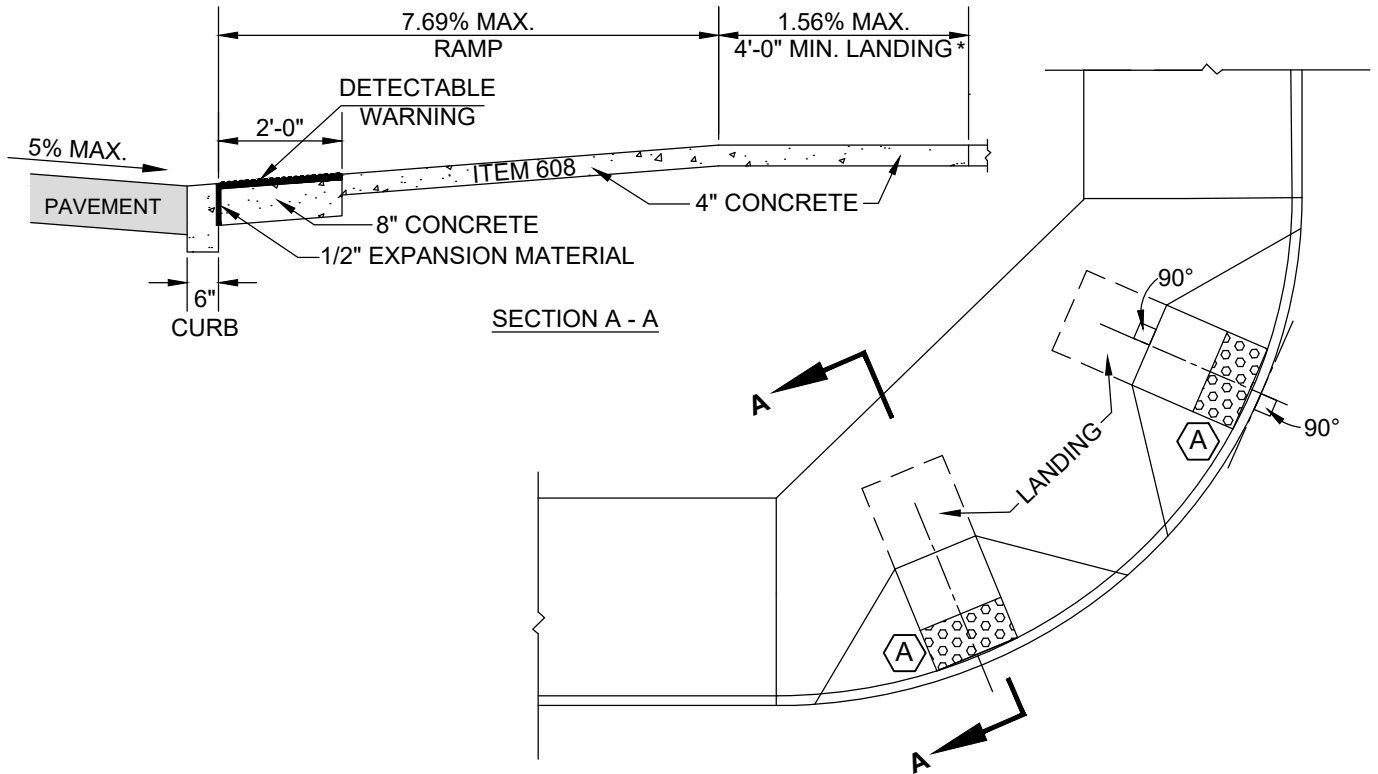 7.69% MAX.
RAMP
1.56% MAX.
4'-0" MIN. LANDING *
DETECTABLE
WARNING
2'-0"
5% MAX.
ITEM 608
PAVEMENT
4" CONCRETE
8" CONCRETE
1/2" EXPANSION MATERIAL
6"
CURB
SECTION A - A
90°
A
90°
A
LANDING
A
A